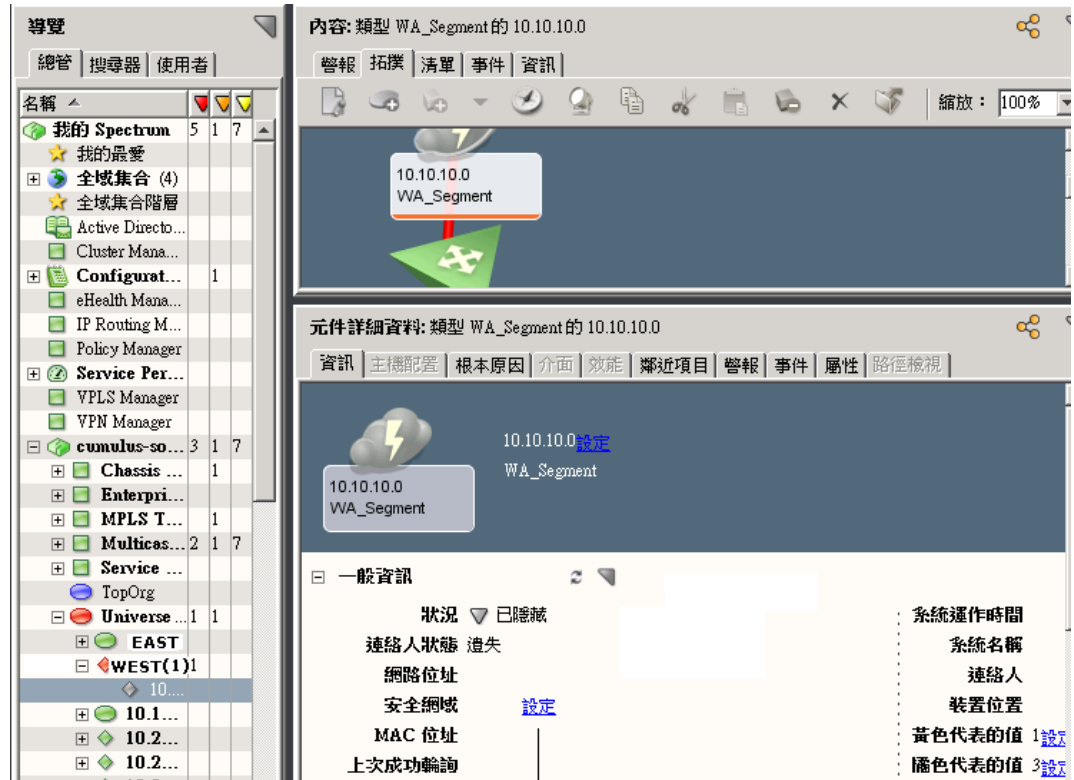 導覽
總管 搜尋器 使用者
名稱
我的 Spectrum 5 1 7
我的最愛
全域集合 (4)
全域集合階層
Active Directo...
Cluster Mana...
Configurat... 1
eHealth Mana...
IP Routing M...
Policy Manager
Service Per...
VPLS Manager
VPN Manager
cumulus-so... 3 1 7
Chassis ... 1
Enterpri...
MPLS T... 1
Multicas... 2 1 7
Service ...
TopOrg
Universe ... 1 1
EAST
WEST(1) 1
10....
10.1...
10.2...
10.2...
內容: 類型 WA_Segment 的 10.10.10.0
警報 拓撲 清單 事件 資訊
縮放： 100%
10.10.10.0
WA_Segment
元件詳細資料: 類型 WA_Segment 的 10.10.10.0
資訊 主機配置 根本原因 介面 效能 鄰近項目 警報 事件 屬性 路徑檢視
10.10.10.0設定
WA_Segment
10.10.10.0
WA_Segment
一般資訊
狀況 已隱藏
連絡人狀態 遺失
網路位址
安全網域 設定
MAC 位址
上次成功輪詢
系統運作時間
系統名稱
連絡人
裝置位置
黃色代表的值 1設定
橘色代表的值 3設定